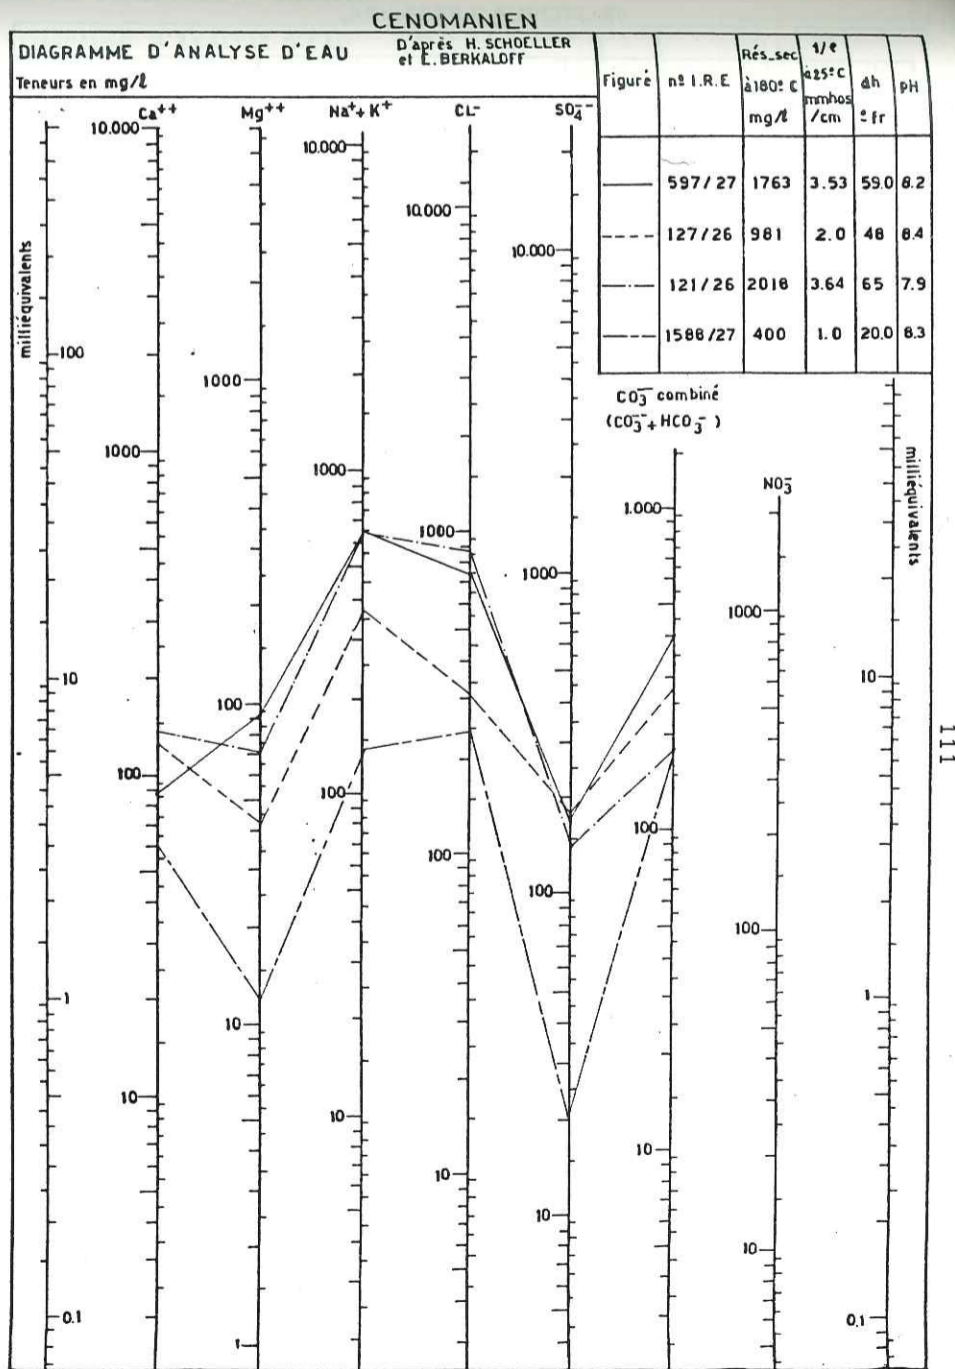 CENOMANIEN
DIAGRAMME D'ANALYSE D'EAU
D'après H. SCHOELLER
et E. BERKALOFF
Teneurs en mg/ℓ
Figuré
nº I.R.E
Rés_sec
à180º C
mg/ℓ
1/e
à25ºC
mmhos
/cm
dh
º fr
pH
597/27 1763 3.53 59.0 8.2
127/26 981 2.0 48 8.4
121/26 2018 3.64 65 7.9
1588/27 400 1.0 20.0 8.3
Ca++
Mg++
Na+ + K+
CL-
SO4--
CO3-- combiné
(CO3-- + HCO3-)
NO3-
milliéquivalents
100
10
1
0.1
10.000
1000
100
10
1000
100
10
1
10.000
1000
100
10
10.000
1000
100
10
10.000
1000
100
10
1.000
100
10
1000
100
10
milliéquivalents
10
1
0.1
111